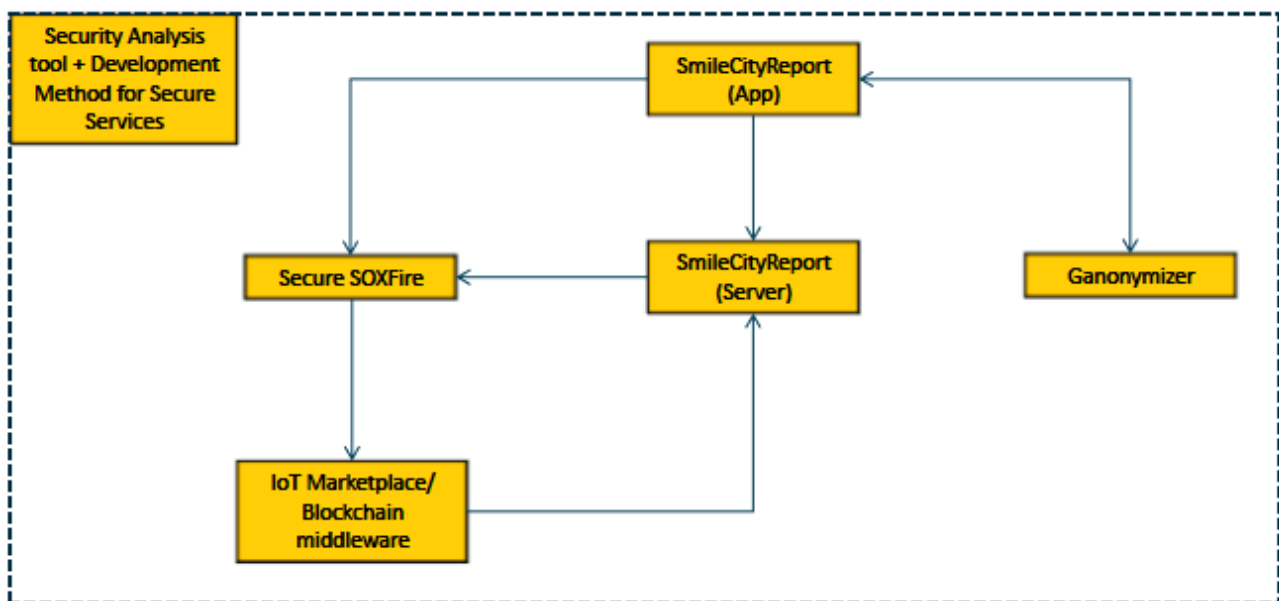 Security Analysis
tool + Development
Method for Secure
Services
SmileCityReport
(App)
Secure SOXFire
SmileCityReport
(Server)
Ganonymizer
IoT Marketplace/
Blockchain
middleware